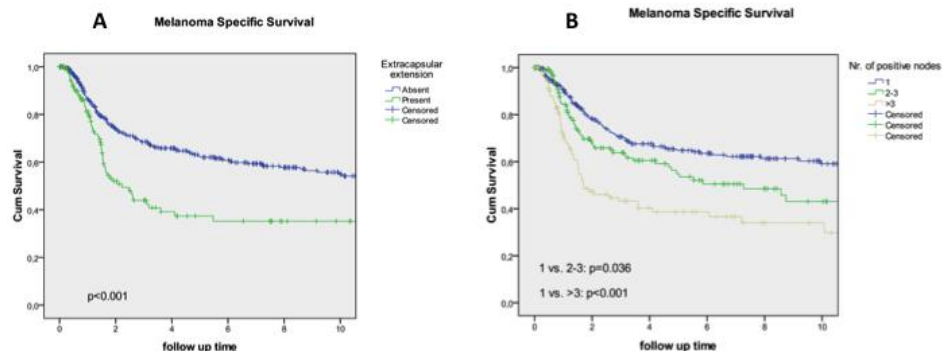 A
Melanoma Specific Survival
Extracapsular
extension
Absent
Present
Censored
Censored
Cum Survival
1,0
0,8
0,6
0,4
0,2
0,0
p<0.001
0
2
4
6
8
10
follow up time
B
Melanoma Specific Survival
Nr. of positive nodes
1
2-3
>3
Censored
Censored
Censored
Cum Survival
1,0
0,8
0,6
0,4
0,2
0,0
1 vs. 2-3: p=0.036
1 vs. >3: p<0.001
0
2
4
6
8
10
follow up time